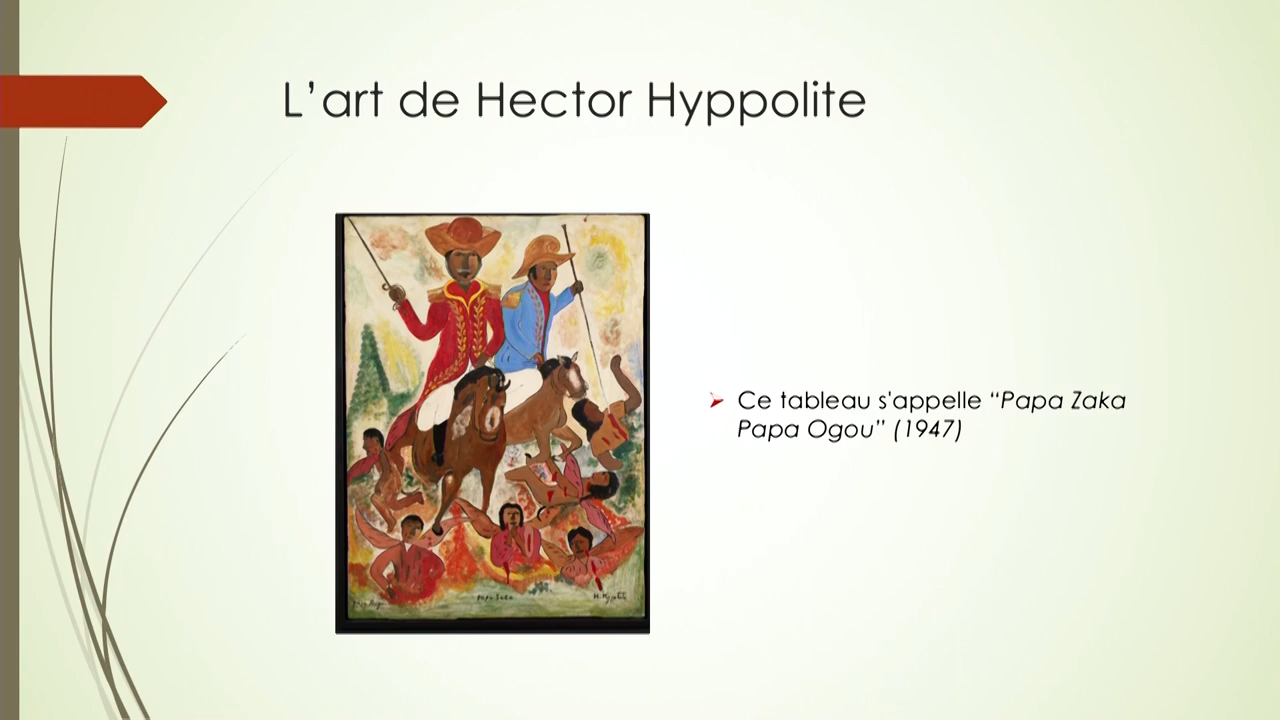 L’art de Hector Hyppolite
Ce tableau s'appelle “Papa Zaka
Papa Ogou” (1947)